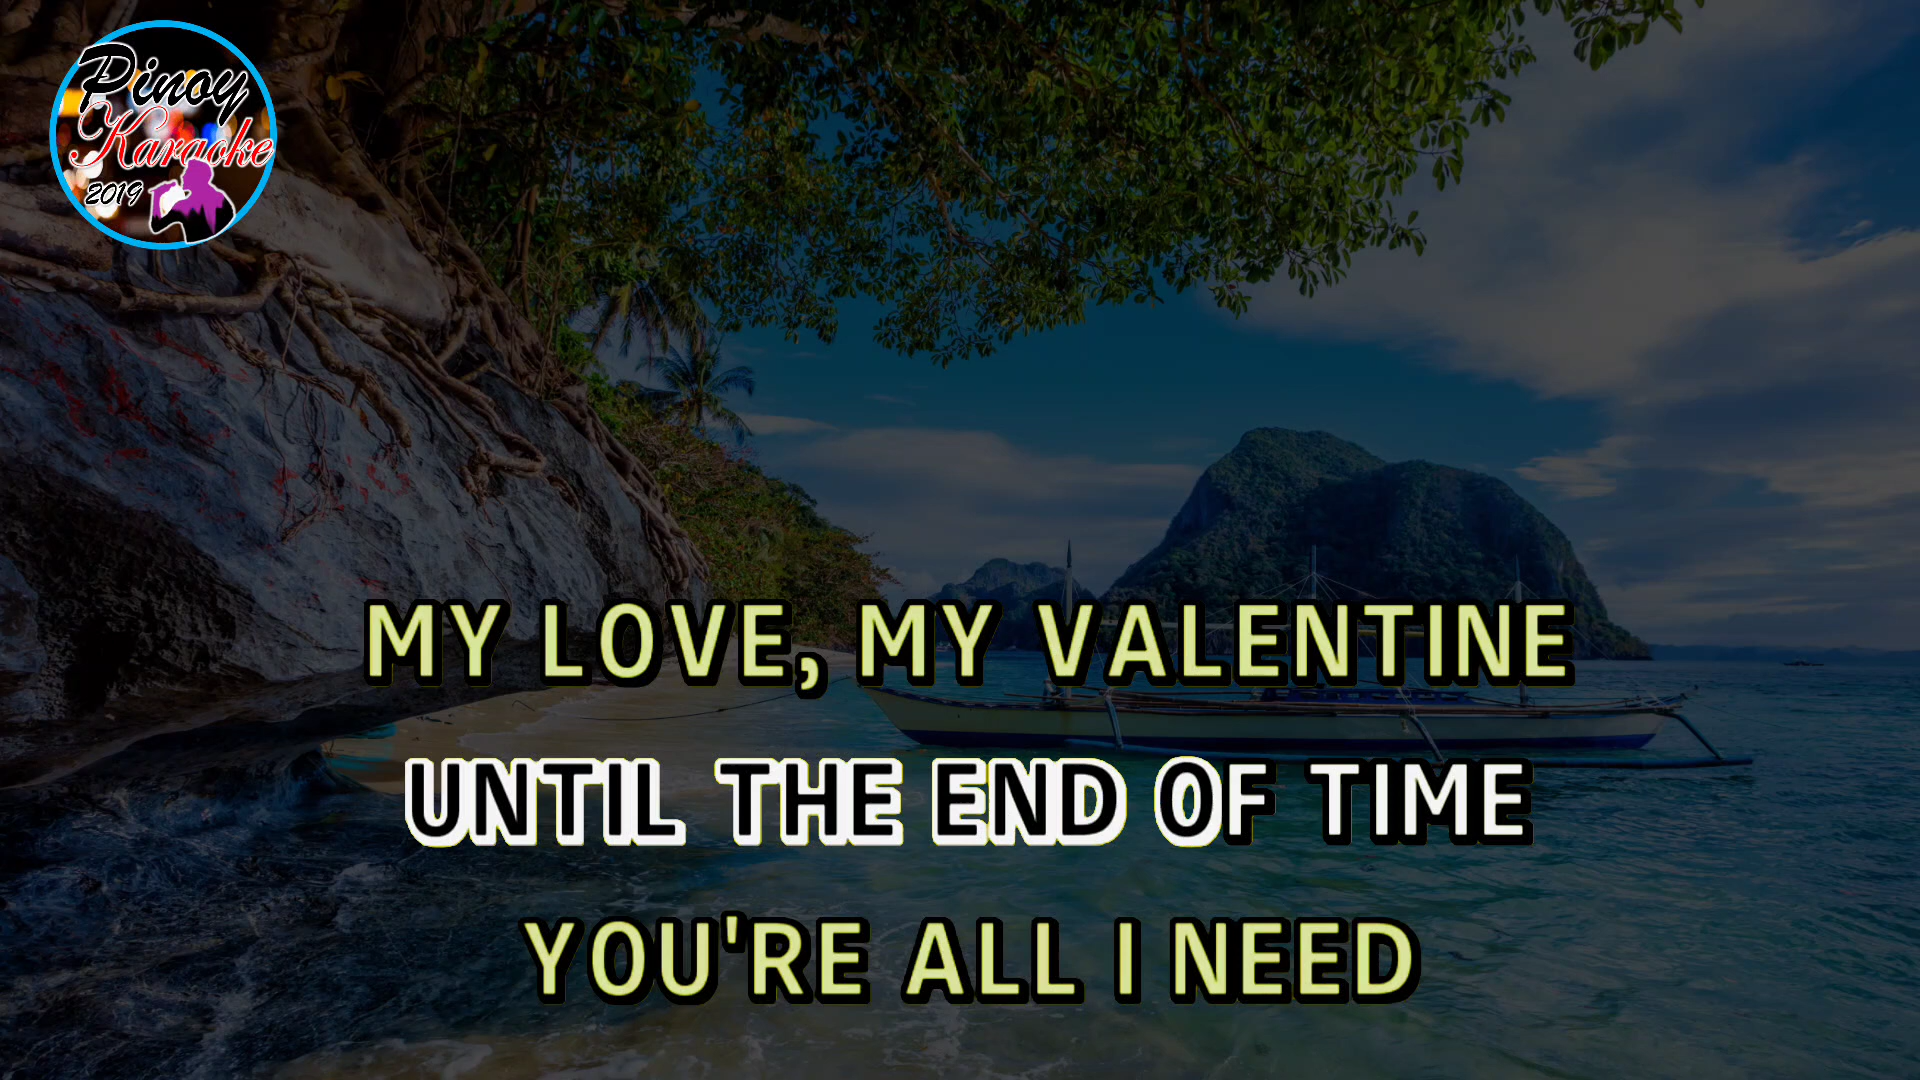 Pinoy
Karaoke
2019
MY LOVE, MY VALENTINE
UNTIL THE END OF TIME
YOU'RE ALL I NEED